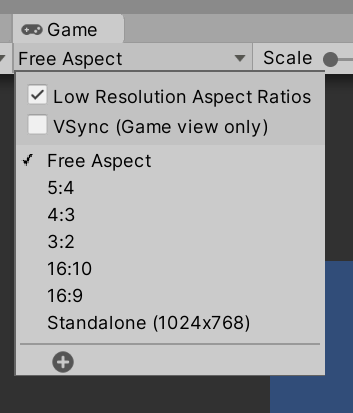 Game
Free Aspect
Scale
Low Resolution Aspect Ratios
VSync (Game view only)
Free Aspect
5:4
4:3
3:2
16:10
16:9
Standalone (1024x768)